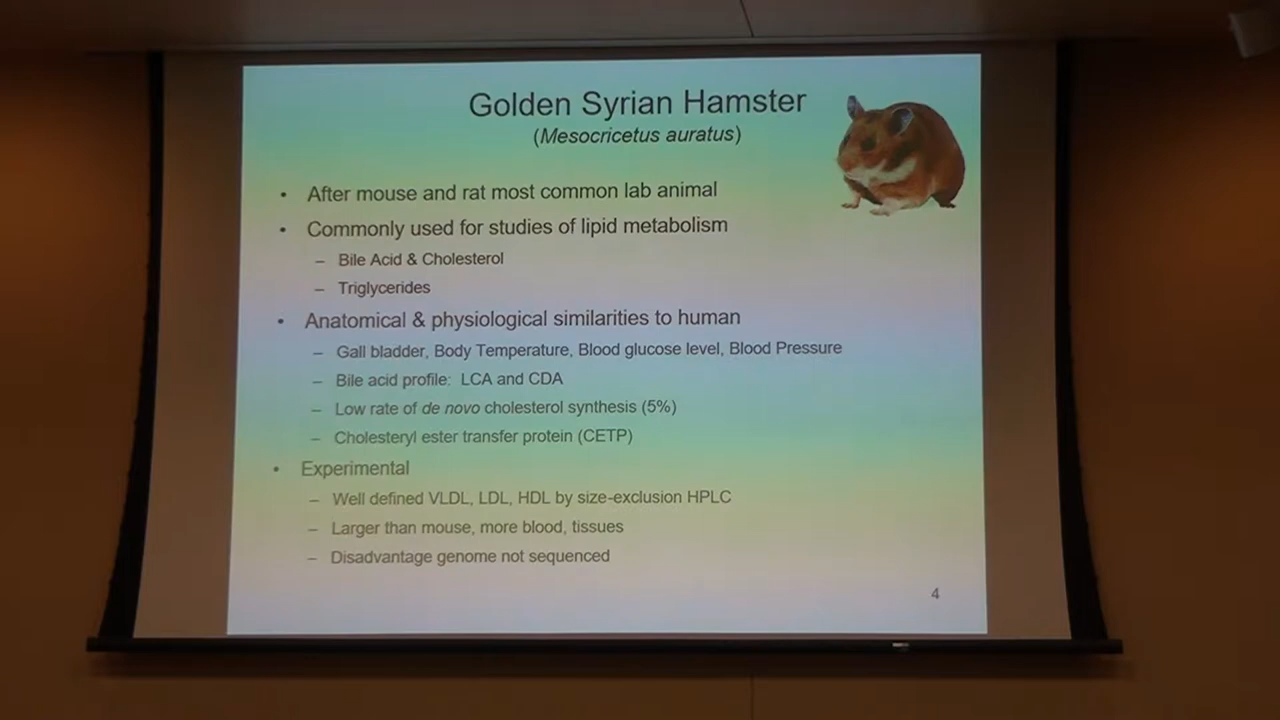 Golden Syrian Hamster
(Mesocricetus auratus)
• After mouse and rat most common lab animal
• Commonly used for studies of lipid metabolism
– Bile Acid & Cholesterol
– Triglycerides
• Anatomical & physiological similarities to human
– Gall bladder, Body Temperature, Blood glucose level, Blood Pressure
– Bile acid profile: LCA and CDA
– Low rate of de novo cholesterol synthesis (5%)
– Cholesteryl ester transfer protein (CETP)
• Experimental
– Well defined VLDL, LDL, HDL by size-exclusion HPLC
– Larger than mouse, more blood, tissues
– Disadvantage genome not sequenced
4